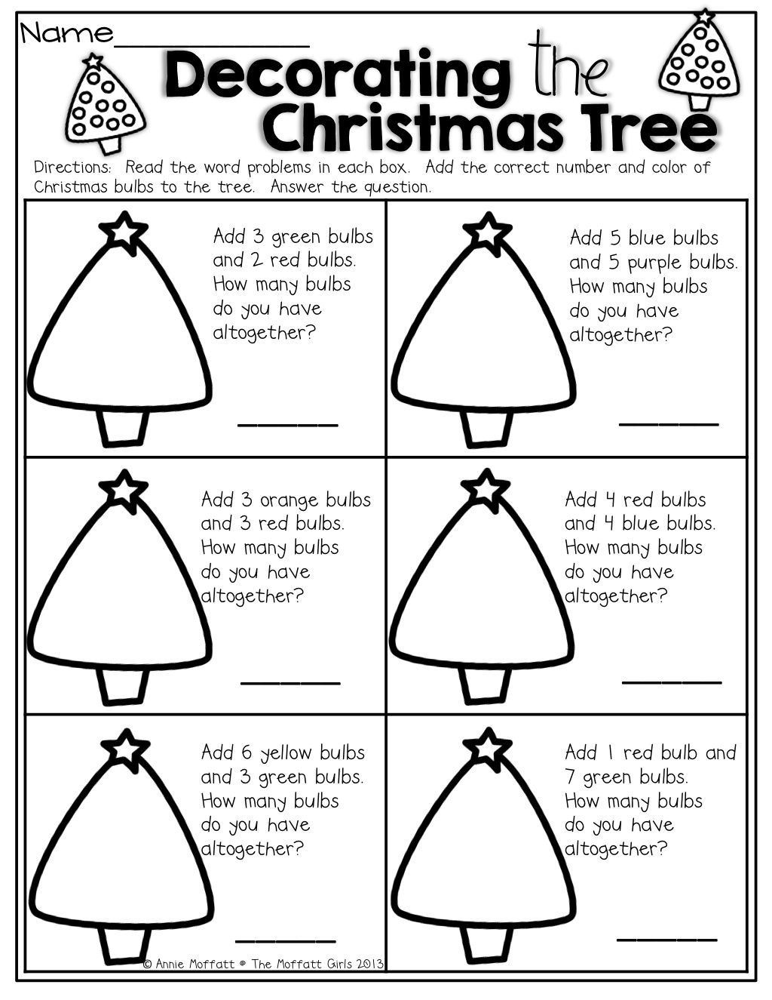 Name
Decorating the
Christmas Tree
Directions: Read the word problems in each box. Add the correct number and color of
Christmas bulbs to the tree. Answer the question.
Add 3 green bulbs
and 2 red bulbs.
How many bulbs
do you have
altogether?
Add 5 blue bulbs
and 5 purple bulbs.
How many bulbs
do you have
altogether?
Add 3 orange bulbs
and 3 red bulbs.
How many bulbs
do you have
altogether?
Add 4 red bulbs
and 4 blue bulbs.
How many bulbs
do you have
altogether?
Add 6 yellow bulbs
and 3 green bulbs.
How many bulbs
do you have
altogether?
Add 1 red bulb and
7 green bulbs.
How many bulbs
do you have
altogether?
© Annie Moffatt @ The Moffatt Girls 2013